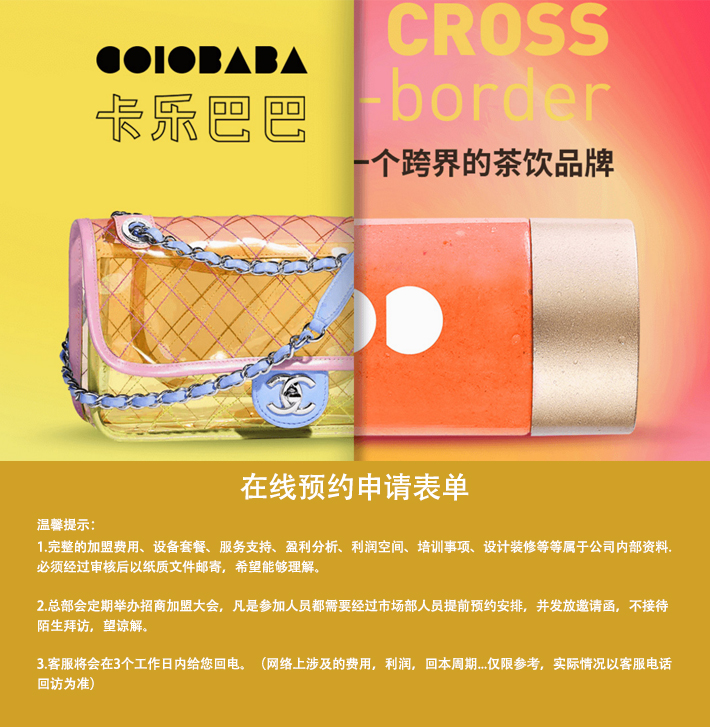 COIOBABA
卡乐巴巴
CROSS
-border
一个跨界的茶饮品牌
在线预约申请表单
温馨提示：
1.完整的加盟费用、设备套餐、服务支持、盈利分析、利润空间、培训事项、设计装修等等属于公司内部资料.
必须经过审核后以纸质文件邮寄，希望能够理解。
2.总部会定期举办招商加盟大会，凡是参加人员都需要经过市场部人员提前预约安排，并发放邀请函，不接待
陌生拜访，望谅解。
3.客服将会在3个工作日内给您回电。（网络上涉及的费用，利润，回本周期...仅限参考，实际情况以客服电话
回访为准）